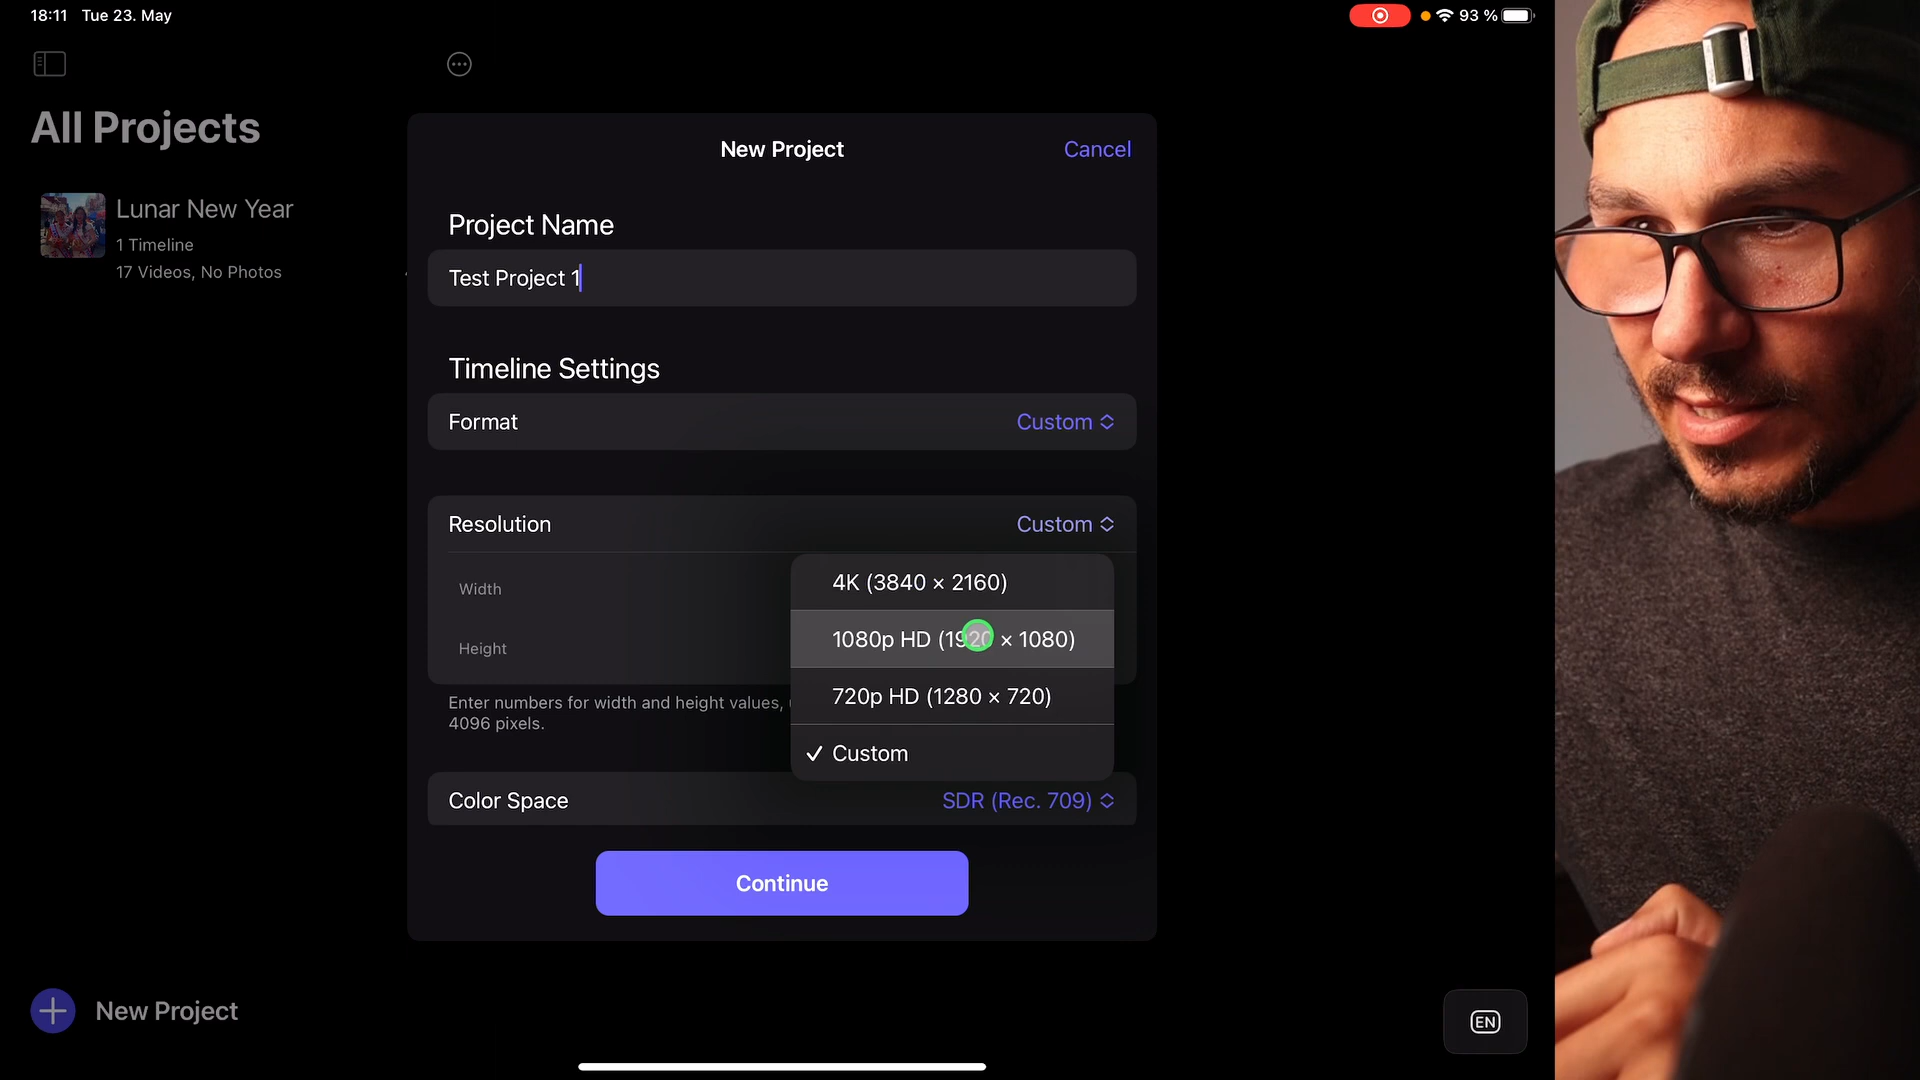 18:11 Tue 23. May
93 %
All Projects
Lunar New Year
1 Timeline
17 Videos, No Photos
New Project
Cancel
Project Name
Test Project 1
Timeline Settings
Format
Custom
Resolution
Custom
Width
Height
4K (3840 × 2160)
1080p HD (1920 × 1080)
720p HD (1280 × 720)
Custom
Enter numbers for width and height values,
4096 pixels.
Color Space
SDR (Rec. 709)
Continue
New Project
EN